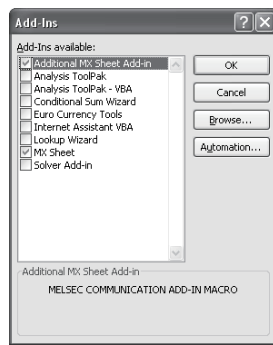 Add-Ins
Add-Ins available:
Additional MX Sheet Add-in
Analysis ToolPak
Analysis ToolPak - VBA
Conditional Sum Wizard
Euro Currency Tools
Internet Assistant VBA
Lookup Wizard
MX Sheet
Solver Add-in
OK
Cancel
Browse...
Automation...
Additional MX Sheet Add-in
MELSEC COMMUNICATION ADD-IN MACRO